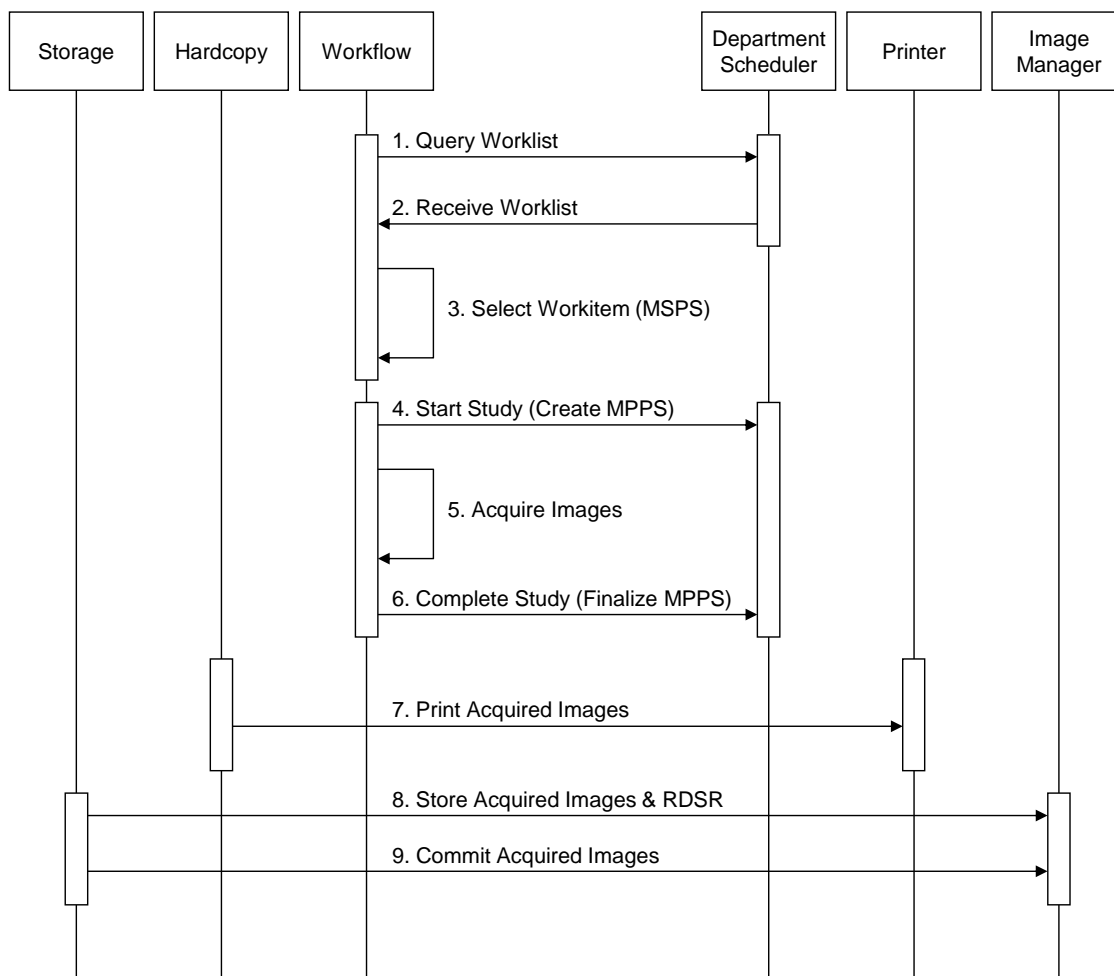 Storage
Hardcopy
Workflow
Department
Scheduler
Printer
Image
Manager
1. Query Worklist
2. Receive Worklist
3. Select Workitem (MSPS)
4. Start Study (Create MPPS)
5. Acquire Images
6. Complete Study (Finalize MPPS)
7. Print Acquired Images
8. Store Acquired Images & RDSR
9. Commit Acquired Images